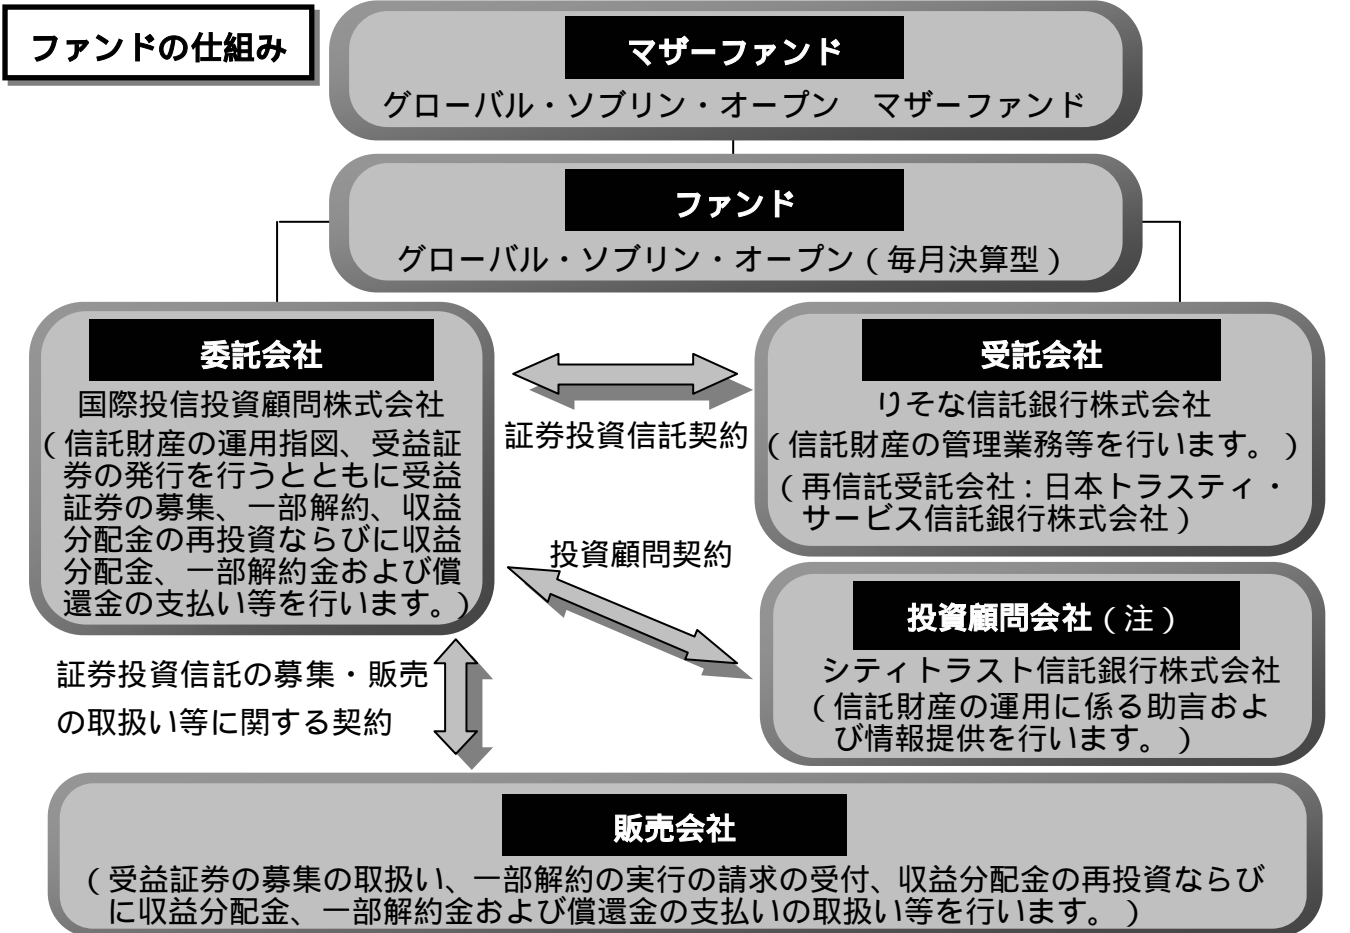 ファンドの仕組み
マザーファンド
グローバル・ソブリン・オープン　マザーファンド
ファンド
グローバル・ソブリン・オープン（毎月決算型）
委託会社
国際投信投資顧問株式会社
（信託財産の運用指図、受益証
券の発行を行うとともに受益
証券の募集、一部解約、収益
分配金の再投資ならびに収益
分配金、一部解約金および償
還金の支払い等を行います。）
証券投資信託契約
受託会社
りそな信託銀行株式会社
（信託財産の管理業務等を行います。）
（再信託受託会社：日本トラスティ・
サービス信託銀行株式会社）
投資顧問契約
投資顧問会社（注）
シティトラスト信託銀行株式会社
（信託財産の運用に係る助言およ
び情報提供を行います。）
証券投資信託の募集・販売
の取扱い等に関する契約
販売会社
（受益証券の募集の取扱い、一部解約の実行の請求の受付、収益分配金の再投資ならび
に収益分配金、一部解約金および償還金の支払いの取扱い等を行います。）